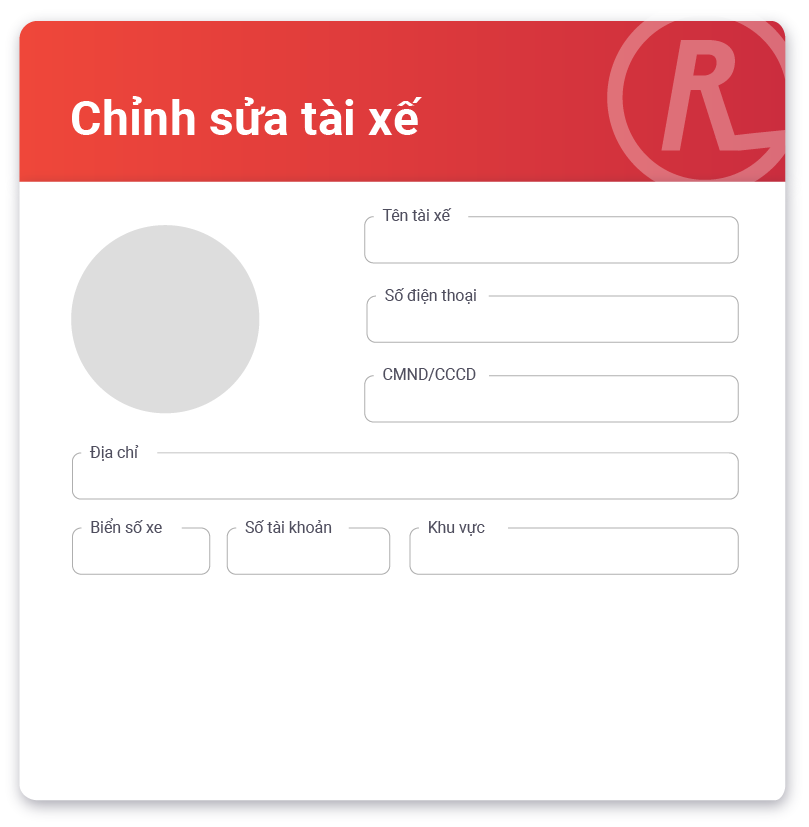 R
Chỉnh sửa tài xế
Tên tài xế
Số điện thoại
CMND/CCCD
Địa chỉ
Biển số xe
Số tài khoản
Khu vực